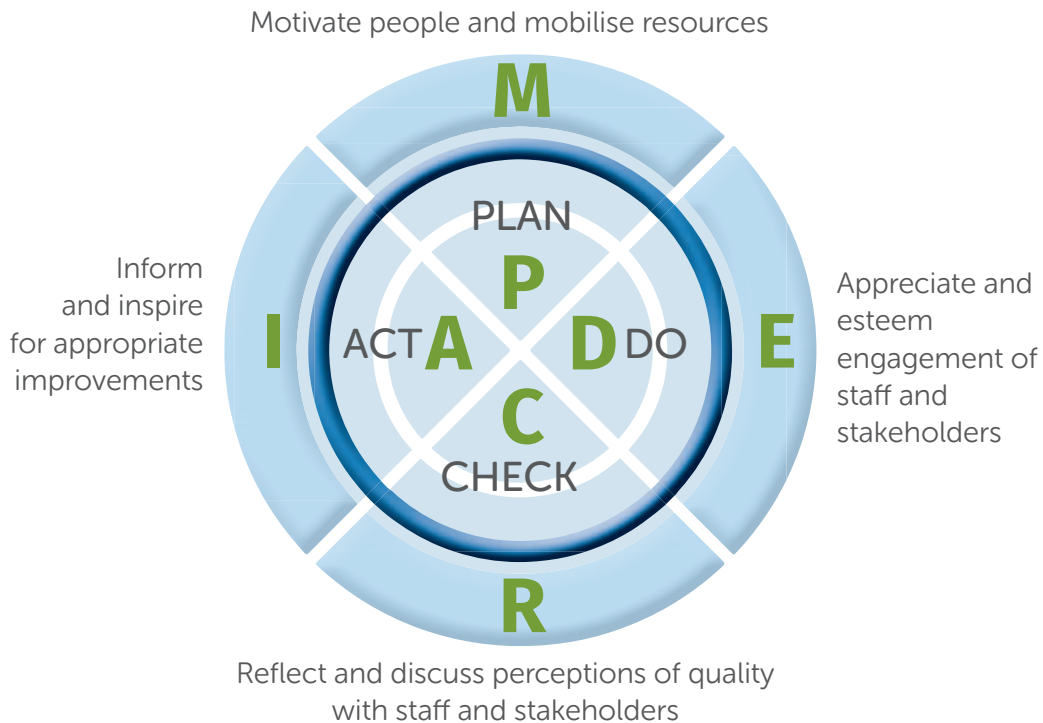 Motivate people and mobilise resources
M
PLAN
P
Inform
and inspire
for appropriate
improvements
I
ACT A
D DO
E
Appreciate and
esteem
engagement of
staff and
stakeholders
C
CHECK
R
Reflect and discuss perceptions of quality
with staff and stakeholders